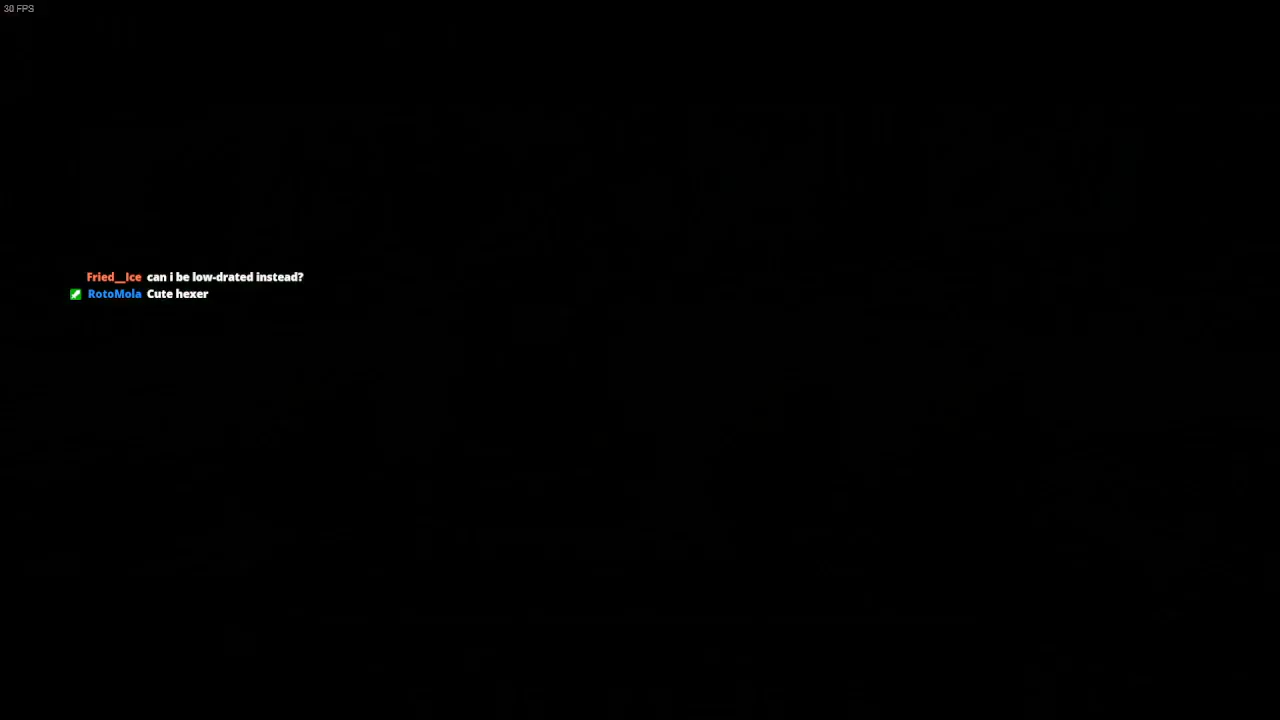 30 FPS
Fried__Ice can i be low-drated instead?
RotoMola Cute hexer